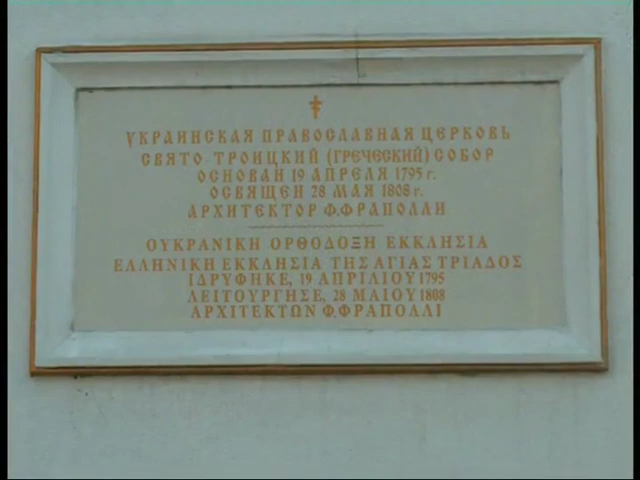 УКРАИНСКАЯ ПРАВОСЛАВНАЯ ЦЕРКОВЬ
СВЯТО-ТРОИЦКИЙ (ГРЕЧЕСКИЙ) СОБОР
ОСНОВАН 19 АПРЕЛЯ 1795 г.
ОСВЯЩЕН 28 МАЯ 1808 г.
АРХИТЕКТОР Ф.ФРАПОЛЛИ
ΟΥΚΡΑΝΙΚΗ ΟΡΘΟΔΟΞΗ ΕΚΚΛΗΣΙΑ
ΕΛΛΗΝΙΚΗ ΕΚΚΛΗΣΙΑ ΤΗΣ ΑΓΙΑΣ ΤΡΙΑΔΟΣ
ΙΔΡΥΘΗΚΕ, 19 ΑΠΡΙΛΙΟΥ 1795
ΛΕΙΤΟΥΡΓΗΣΕ, 28 ΜΑΙΟΥ 1808
ΑΡΧΙΤΕΚΤΩΝ Φ.ΦΡΑΠΟΛΛΙ